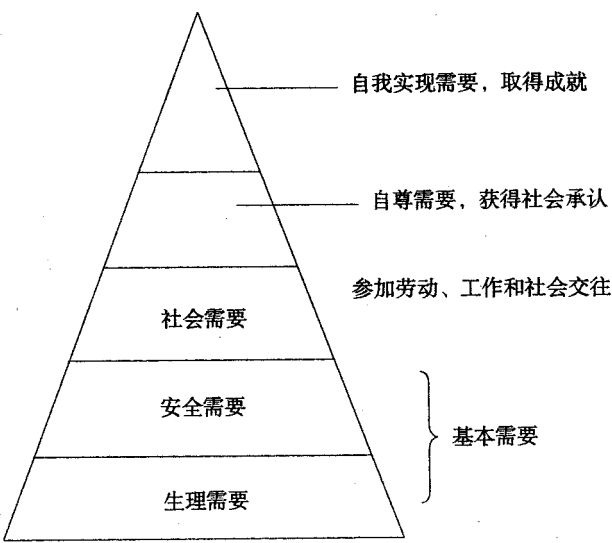 自我实现需要，取得成就
自尊需要，获得社会承认
参加劳动、工作和社会交往
社会需要
安全需要
基本需要
生理需要